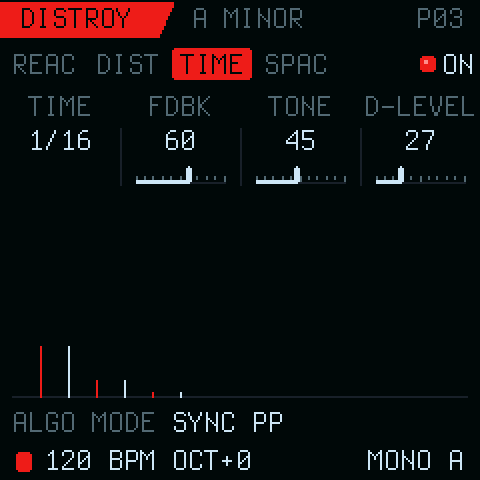 DISTROY A MINOR P03
REAC DIST TIME SPAC ON
TIME FDBK TONE D-LEVEL
1/16 60 45 27
ALGO MODE SYNC PP
120 BPM OCT+0 MONO A